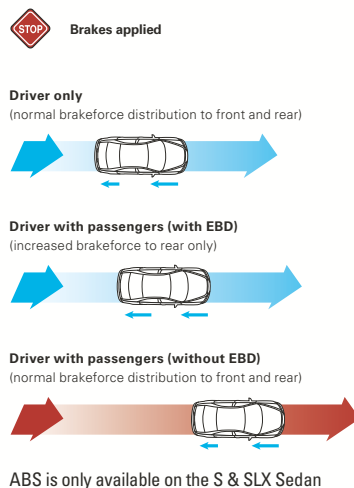 STOP
Brakes applied
Driver only
(normal brakeforce distribution to front and rear)
Driver with passengers (with EBD)
(increased brakeforce to rear only)
Driver with passengers (without EBD)
(normal brakeforce distribution to front and rear)
ABS is only available on the S & SLX Sedan